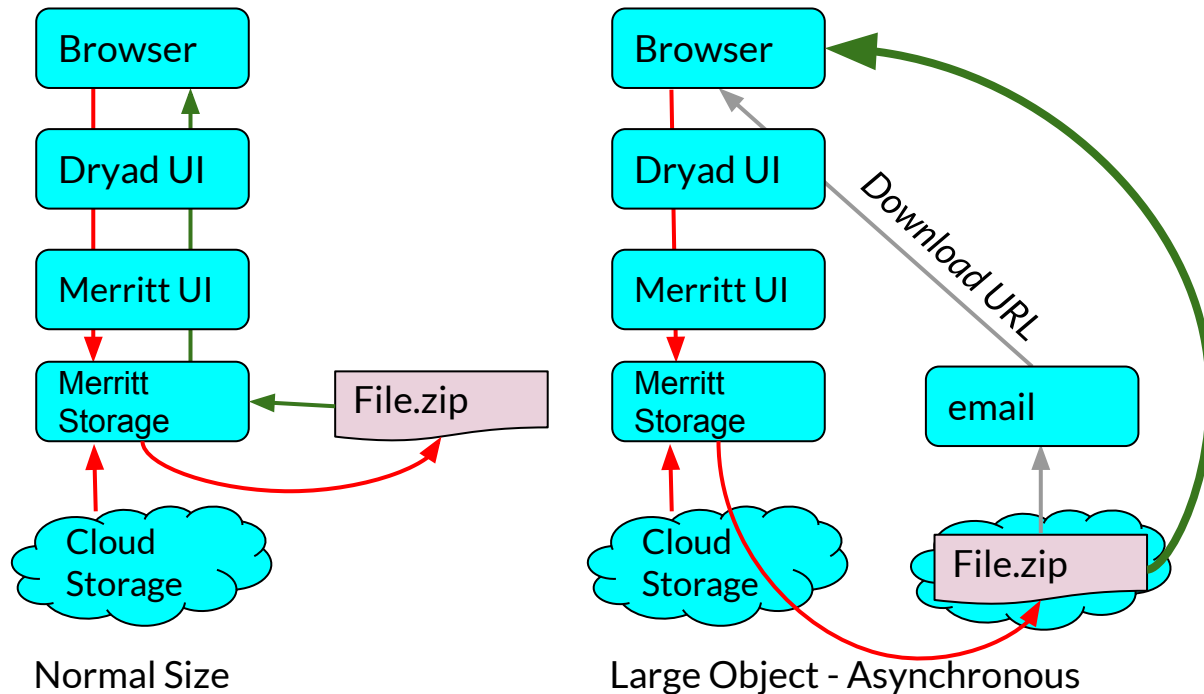 Browser
Dryad UI
Merritt UI
Merritt
Storage
File.zip
Cloud
Storage
Normal Size
Browser
Dryad UI
Merritt UI
Merritt
Storage
Download URL
email
Cloud
Storage
File.zip
Large Object - Asynchronous